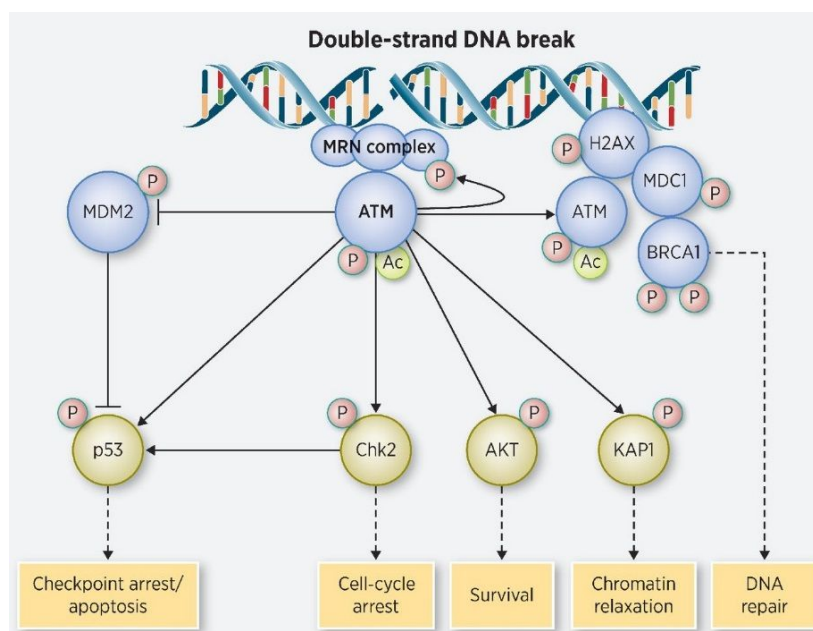 Double-strand DNA break
MRN complex
H2AX
P
MDC1
P
P
P
MDM2
ATM
ATM
P
Ac
P
Ac
BRCA1
P
P
P
p53
P
Chk2
P
AKT
P
KAP1
Checkpoint arrest/
apoptosis
Cell-cycle
arrest
Survival
Chromatin
relaxation
DNA
repair